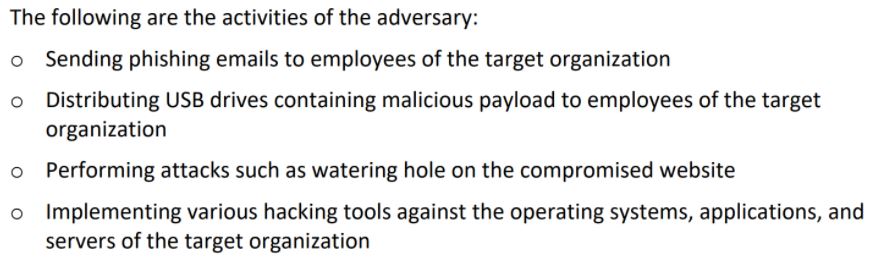 The following are the activities of the adversary:
o Sending phishing emails to employees of the target organization
o Distributing USB drives containing malicious payload to employees of the target
organization
o Performing attacks such as watering hole on the compromised website
o Implementing various hacking tools against the operating systems, applications, and
servers of the target organization